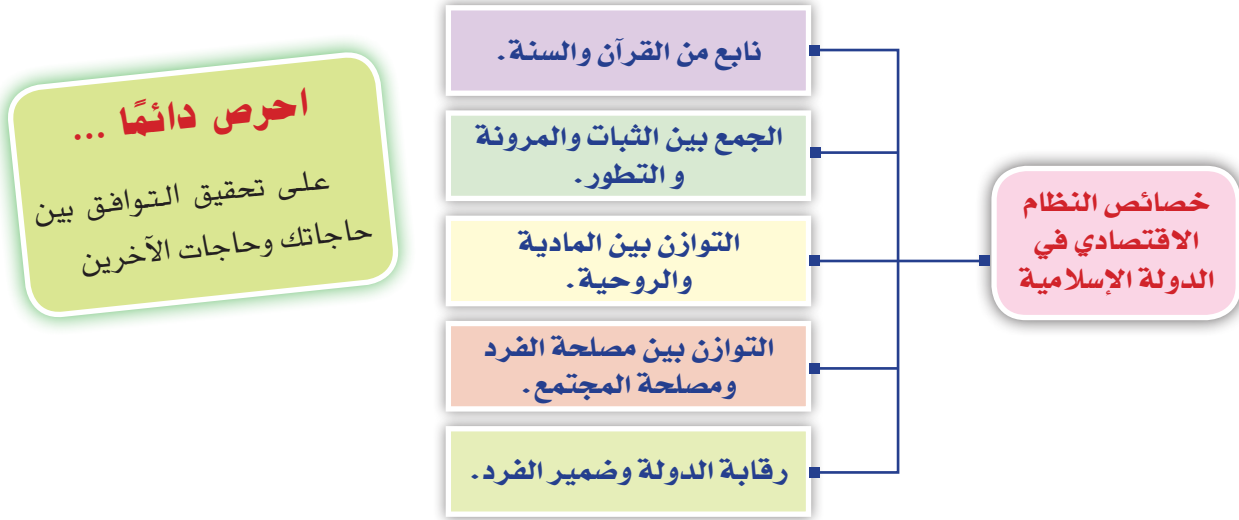 خصائص النظام
الاقتصادي في
الدولة الإسلامية
نابع من القرآن والسنة.
الجمع بين الثبات والمرونة
و التطور.
التوازن بين المادية
والروحية.
التوازن بين مصلحة الفرد
ومصلحة المجتمع.
رقابة الدولة وضمير الفرد.
احرص دائمًا ...
على تحقيق التوافق بين
حاجاتك وحاجات الآخرين